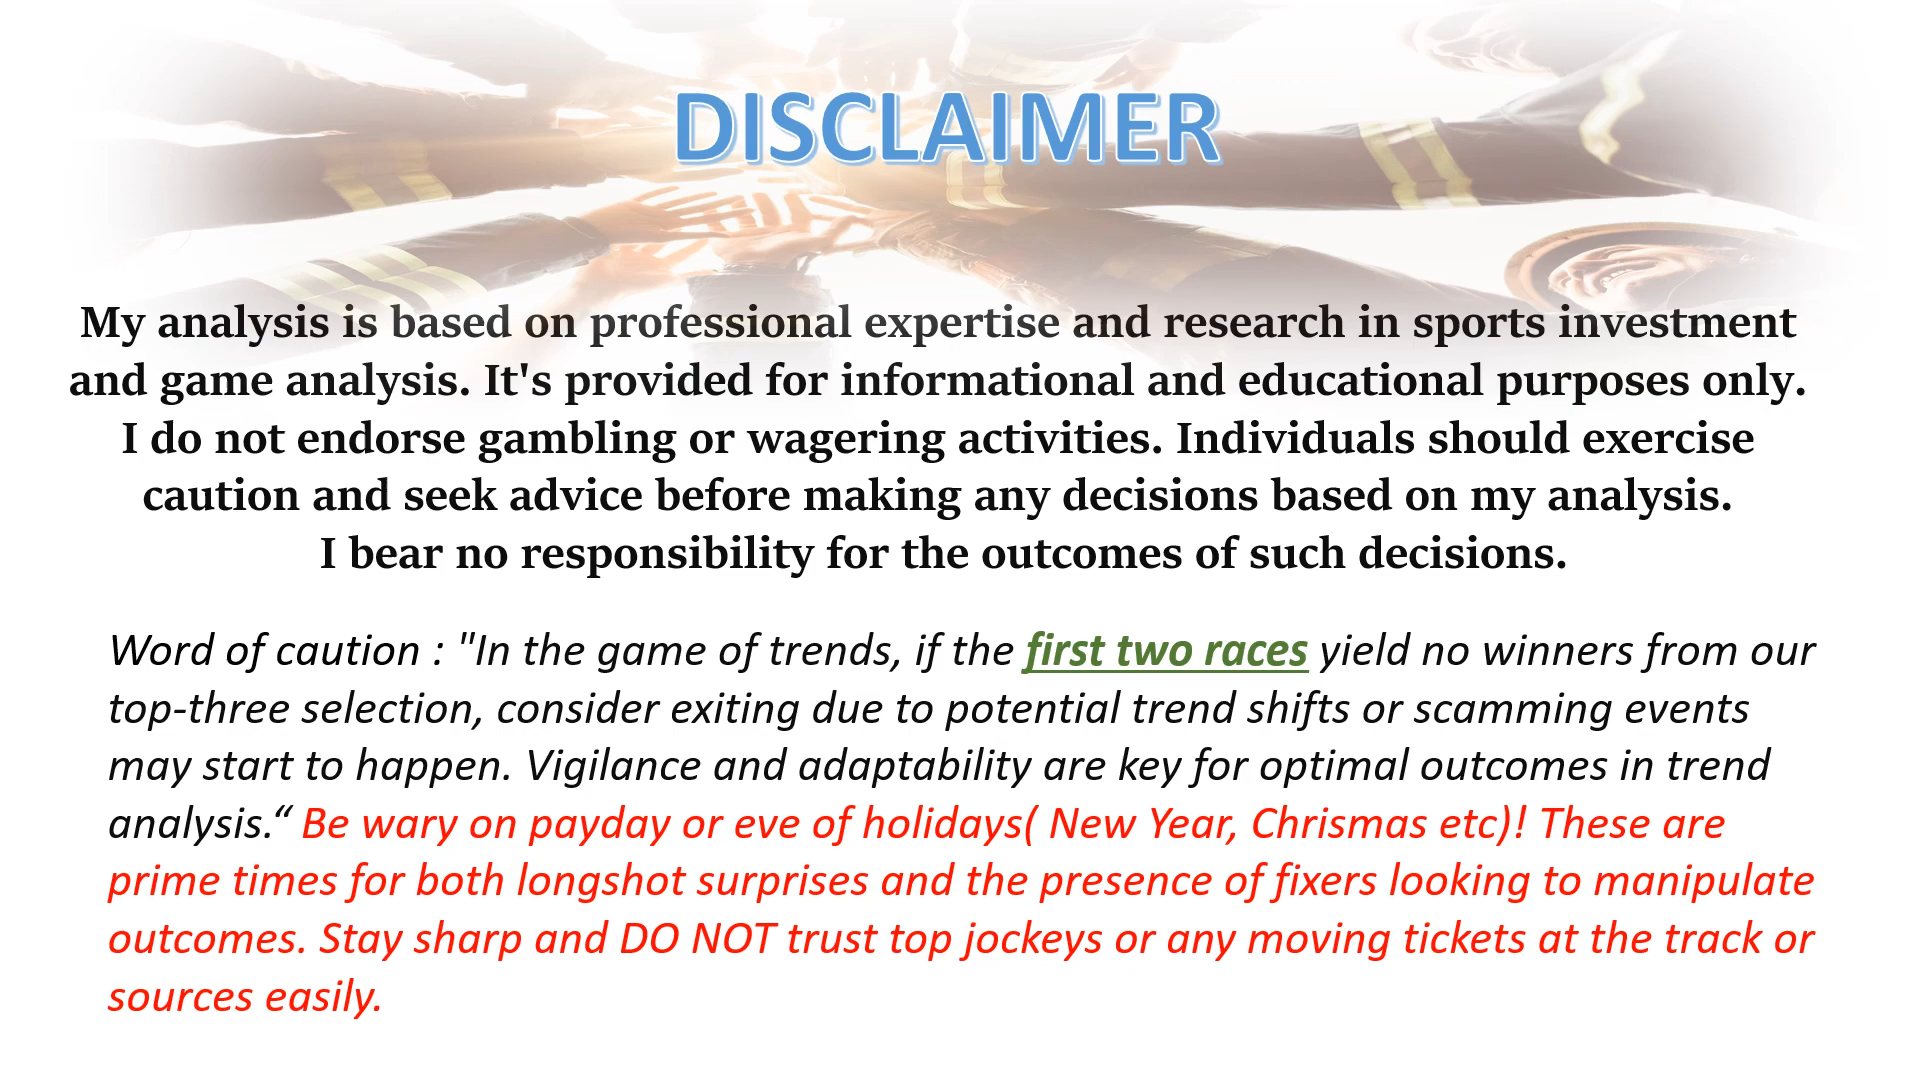 DISCLAIMER
My analysis is based on professional expertise and research in sports investment
and game analysis. It's provided for informational and educational purposes only.
I do not endorse gambling or wagering activities. Individuals should exercise
caution and seek advice before making any decisions based on my analysis.
I bear no responsibility for the outcomes of such decisions.
Word of caution : "In the game of trends, if the first two races yield no winners from our
top-three selection, consider exiting due to potential trend shifts or scamming events
may start to happen. Vigilance and adaptability are key for optimal outcomes in trend
analysis.“ Be wary on payday or eve of holidays( New Year, Chrismas etc)! These are
prime times for both longshot surprises and the presence of fixers looking to manipulate
outcomes. Stay sharp and DO NOT trust top jockeys or any moving tickets at the track or
sources easily.